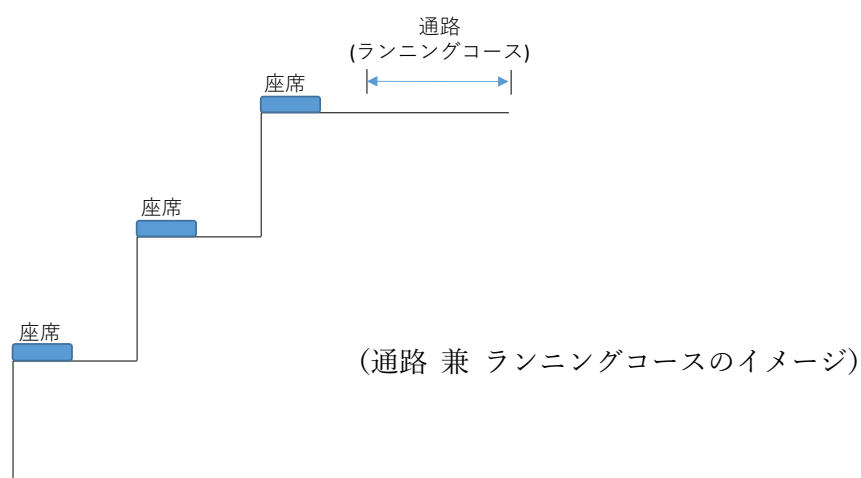 通路
(ランニングコース)
座席
座席
座席
（通路 兼 ランニングコースのイメージ）